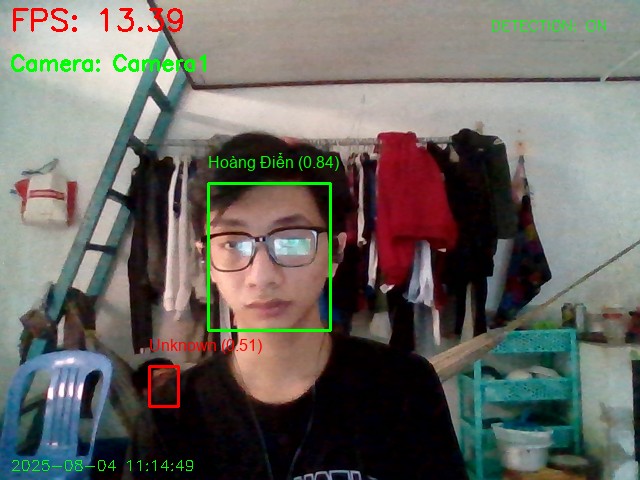 FPS: 13.39
DETECTION: ON
Camera: Camera1
Hoàng Điển (0.84)
Unknown (0.51)
2025-08-04 11:14:49